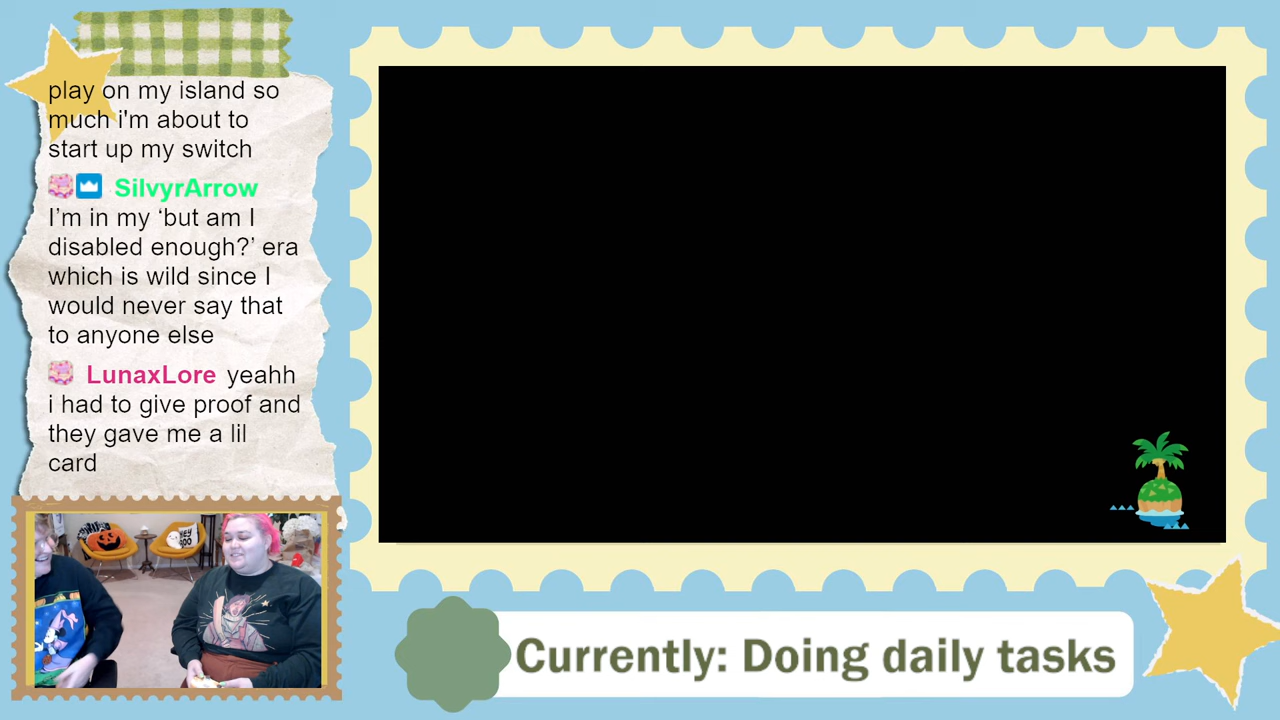 play on my island so
much i'm about to
start up my switch
SilvyrArrow
I’m in my ‘but am I
disabled enough?’ era
which is wild since I
would never say that
to anyone else
LunaxLore yeahh
i had to give proof and
they gave me a lil
card
HEY
BOO
Currently: Doing daily tasks